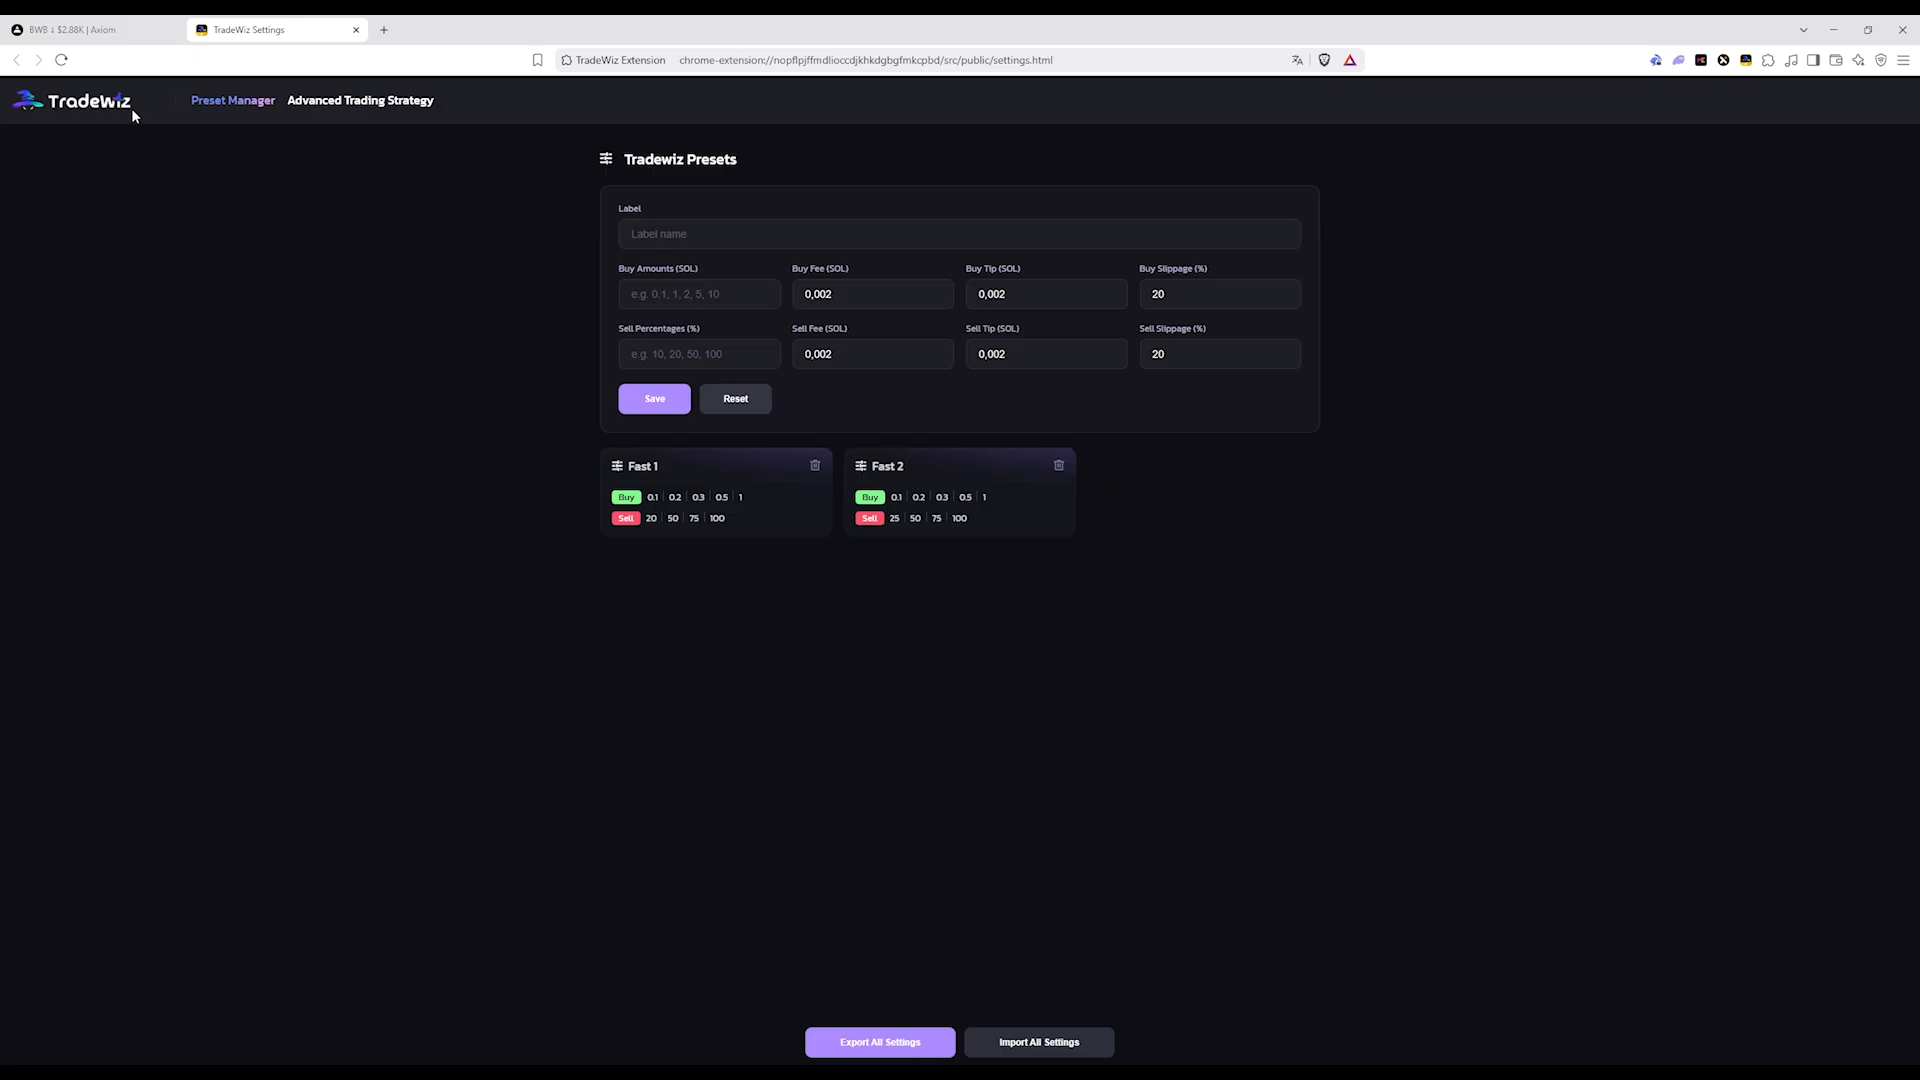 BWB ↓ $2.88K | Axiom
TradeWiz Settings
TradeWiz Extension chrome-extension://nopflpjffmdlioccdjkhkdgbgfmkcpbd/src/public/settings.html
TradeWiz Preset Manager Advanced Trading Strategy
Tradewiz Presets
Label
Label name
Buy Amounts (SOL) Buy Fee (SOL) Buy Tip (SOL) Buy Slippage (%)
e.g. 0.1, 1, 2, 5, 10 0,002 0,002 20
Sell Percentages (%) Sell Fee (SOL) Sell Tip (SOL) Sell Slippage (%)
e.g. 10, 20, 50, 100 0,002 0,002 20
Save Reset
Fast 1
Buy 0.1 0.2 0.3 0.5 1
Sell 20 50 75 100
Fast 2
Buy 0.1 0.2 0.3 0.5 1
Sell 25 50 75 100
Export All Settings Import All Settings